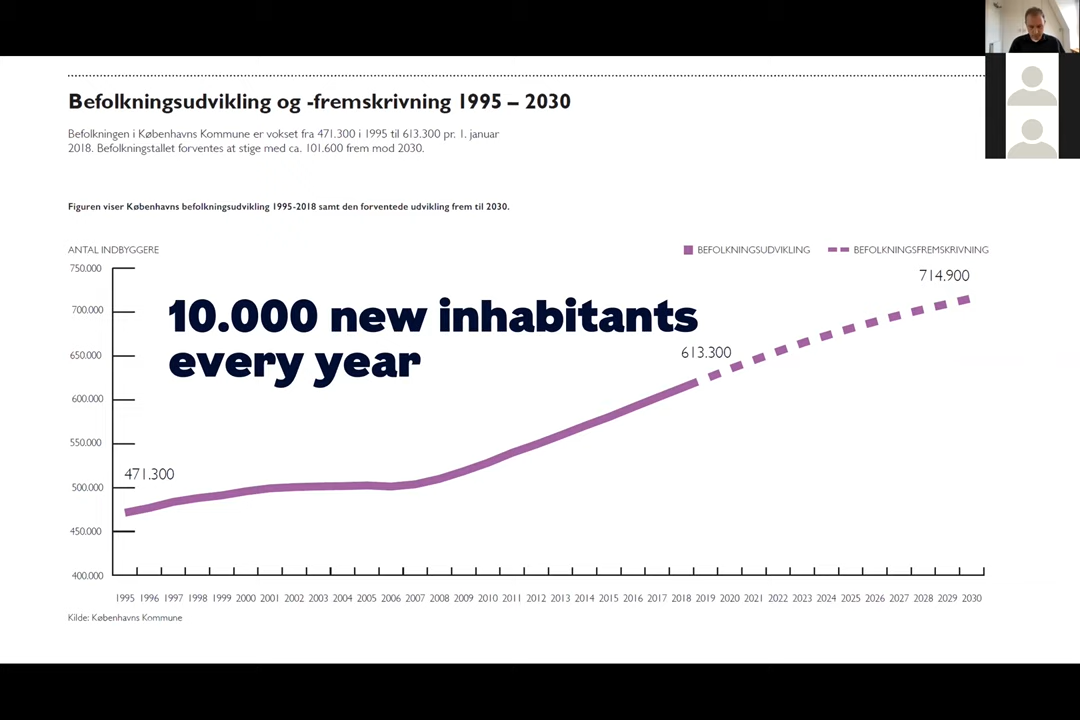 Befolkningsudvikling og -fremskrivning 1995 – 2030
Befolkningen i Københavns Kommune er vokset fra 471.300 i 1995 til 613.300 pr. 1. januar
2018. Befolkningstallet forventes at stige med ca. 101.600 frem mod 2030.
Figuren viser Københavns befolkningsudvikling 1995-2018 samt den forventede udvikling frem til 2030.
ANTAL INDBYGGERE
BEFOLKNINGSUDVIKLING
BEFOLKNINGSFREMSKRIVNING
750.000
714.900
700.000
10.000 new inhabitants
every year
650.000
613.300
600.000
550.000
471.300
500.000
450.000
400.000
1995 1996 1997 1998 1999 2000 2001 2002 2003 2004 2005 2006 2007 2008 2009 2010 2011 2012 2013 2014 2015 2016 2017 2018 2019 2020 2021 2022 2023 2024 2025 2026 2027 2028 2029 2030
Kilde: Københavns Kommune